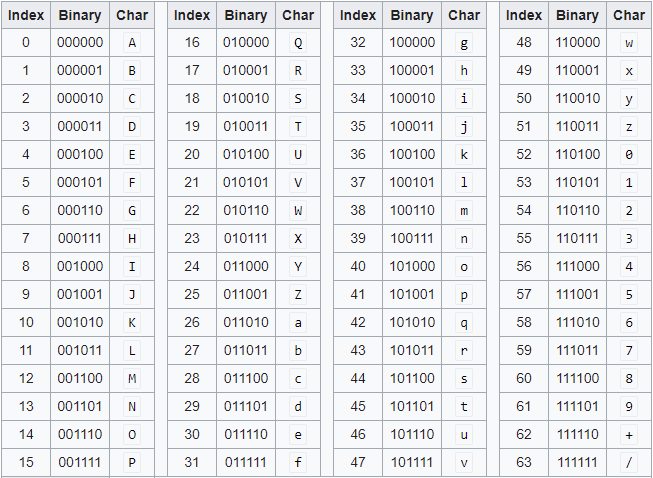 Index Binary Char Index Binary Char Index Binary Char Index Binary Char
0 000000 A 16 010000 Q 32 100000 g 48 110000 w
1 000001 B 17 010001 R 33 100001 h 49 110001 x
2 000010 C 18 010010 S 34 100010 i 50 110010 y
3 000011 D 19 010011 T 35 100011 j 51 110011 z
4 000100 E 20 010100 U 36 100100 k 52 110100 0
5 000101 F 21 010101 V 37 100101 l 53 110101 1
6 000110 G 22 010110 W 38 100110 m 54 110110 2
7 000111 H 23 010111 X 39 100111 n 55 110111 3
8 001000 I 24 011000 Y 40 101000 o 56 111000 4
9 001001 J 25 011001 Z 41 101001 p 57 111001 5
10 001010 K 26 011010 a 42 101010 q 58 111010 6
11 001011 L 27 011011 b 43 101011 r 59 111011 7
12 001100 M 28 011100 c 44 101100 s 60 111100 8
13 001101 N 29 011101 d 45 101101 t 61 111101 9
14 001110 O 30 011110 e 46 101110 u 62 111110 +
15 001111 P 31 011111 f 47 101111 v 63 111111 /